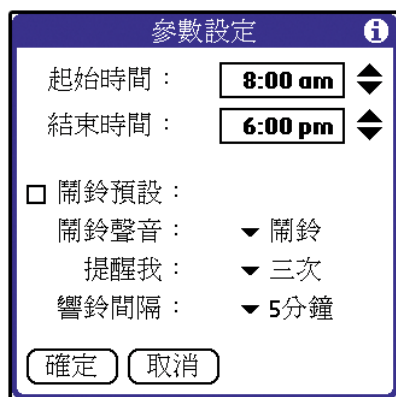 參數設定
起始時間： 8:00 am
結束時間： 6:00 pm
鬧鈴預設：
鬧鈴聲音： 鬧鈴
提醒我： 三次
響鈴間隔： 5分鐘
確定 取消